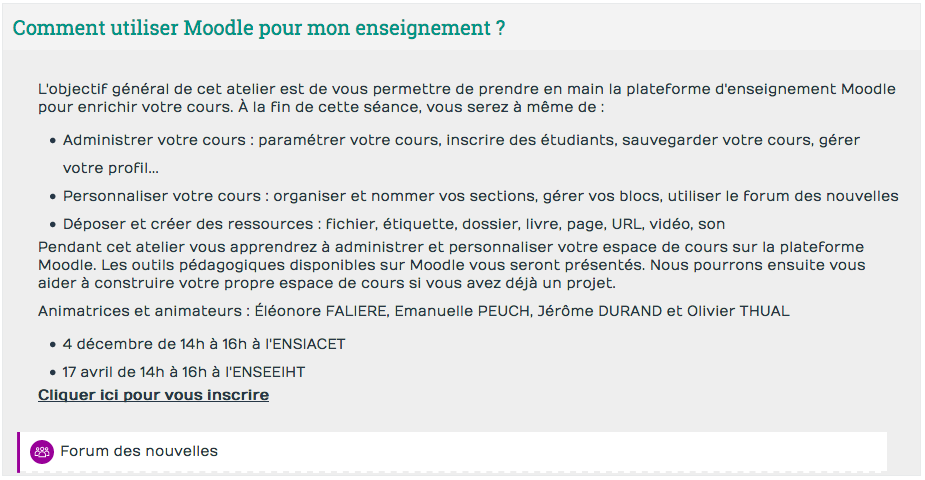 Comment utiliser Moodle pour mon enseignement ?
L'objectif général de cet atelier est de vous permettre de prendre en main la plateforme d'enseignement Moodle
pour enrichir votre cours. À la fin de cette séance, vous serez à même de :
• Administrer votre cours : paramétrer votre cours, inscrire des étudiants, sauvegarder votre cours, gérer
votre profil...
• Personnaliser votre cours : organiser et nommer vos sections, gérer vos blocs, utiliser le forum des nouvelles
• Déposer et créer des ressources : fichier, étiquette, dossier, livre, page, URL, vidéo, son
Pendant cet atelier vous apprendrez à administrer et personnaliser votre espace de cours sur la plateforme
Moodle. Les outils pédagogiques disponibles sur Moodle vous seront présentés. Nous pourrons ensuite vous
aider à construire votre propre espace de cours si vous avez déjà un projet.
Animatrices et animateurs : Éléonore FALIERE, Emanuelle PEUCH, Jérôme DURAND et Olivier THUAL
• 4 décembre de 14h à 16h à l'ENSIACET
• 17 avril de 14h à 16h à l'ENSEEIHT
Cliquer ici pour vous inscrire
Forum des nouvelles